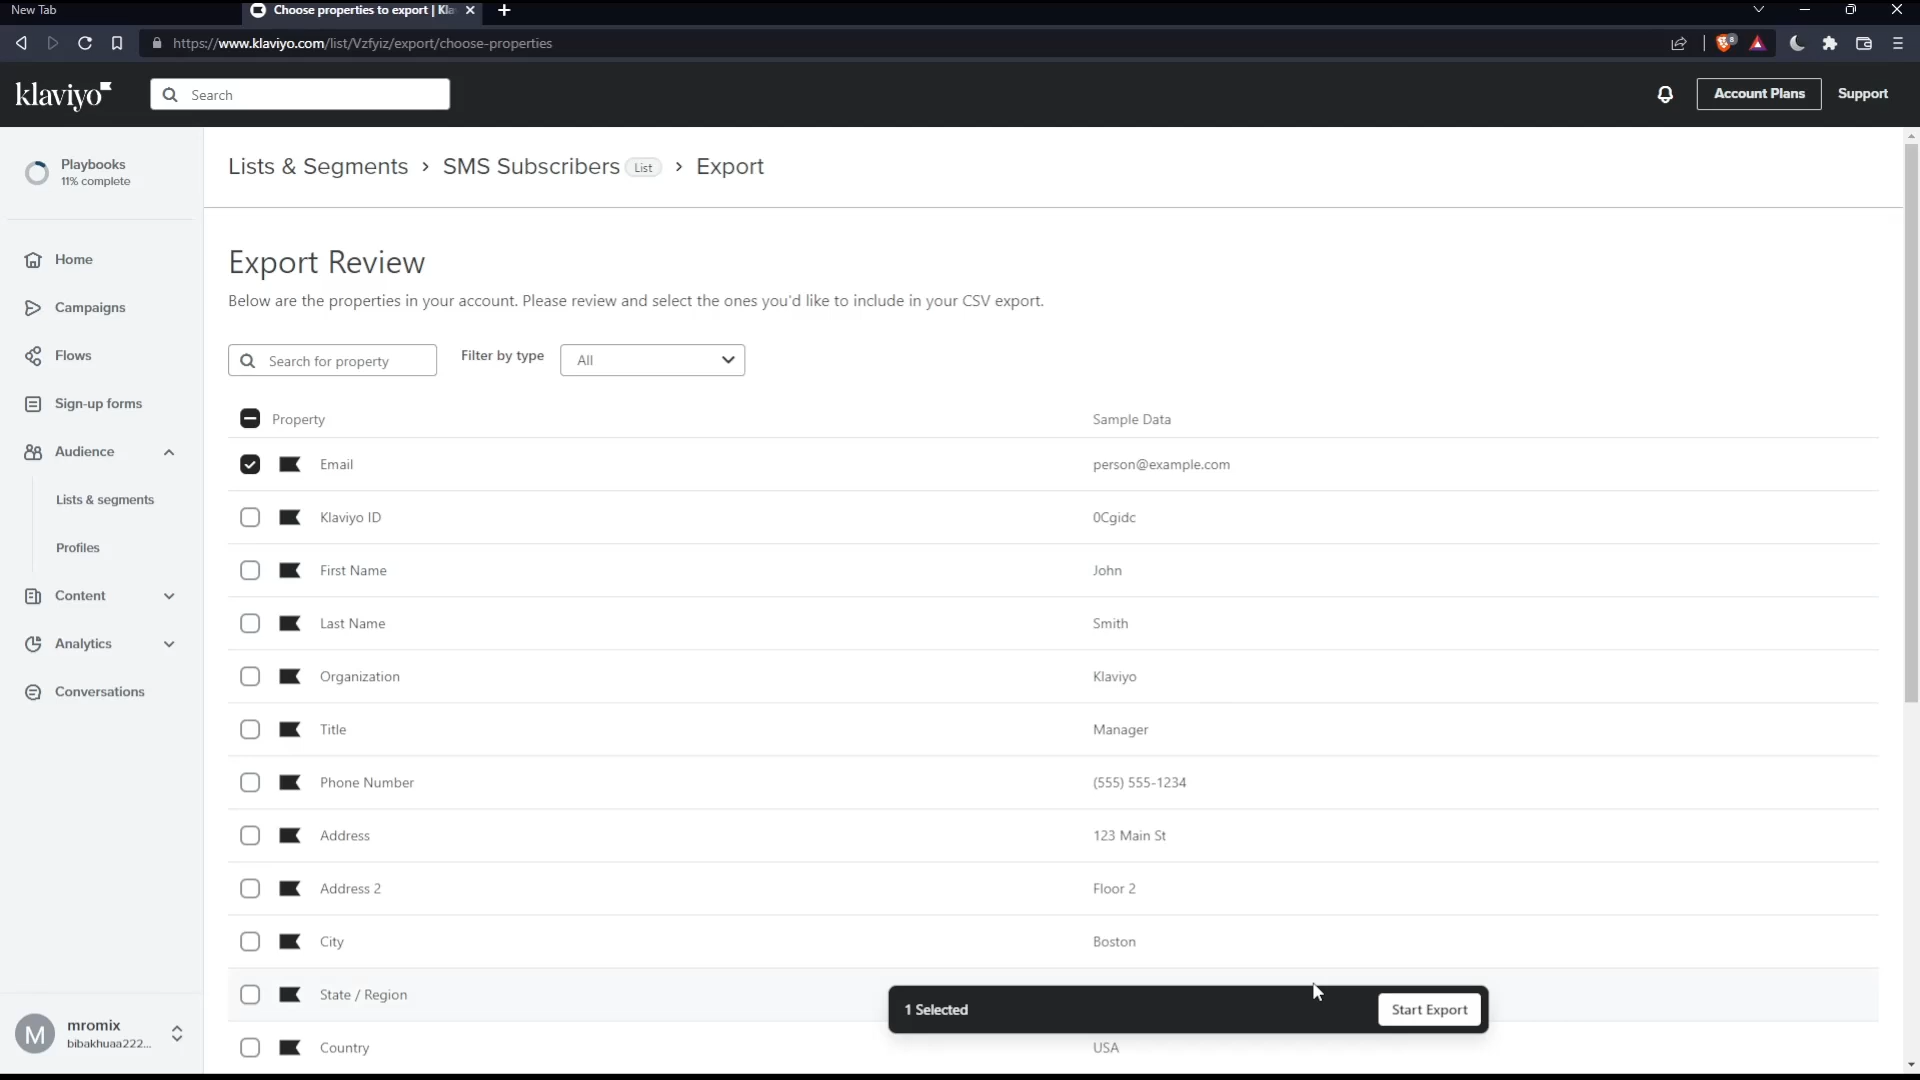 New Tab
Choose properties to export | Kla
https://www.klaviyo.com/list/Vzfyiz/export/choose-properties
8
klaviyo
Search
Account Plans
Support
Playbooks
11% complete
Home
Campaigns
Flows
Sign-up forms
Audience
Lists & segments
Profiles
Content
Analytics
Conversations
M
mromix
bibakhuaa222...
Lists & Segments › SMS Subscribers List › Export
Export Review
Below are the properties in your account. Please review and select the ones you'd like to include in your CSV export.
Search for property
Filter by type
All
Property Sample Data
Email person@example.com
Klaviyo ID 0Cgidc
First Name John
Last Name Smith
Organization Klaviyo
Title Manager
Phone Number (555) 555-1234
Address 123 Main St
Address 2 Floor 2
City Boston
State / Region
1 Selected
Start Export
Country USA